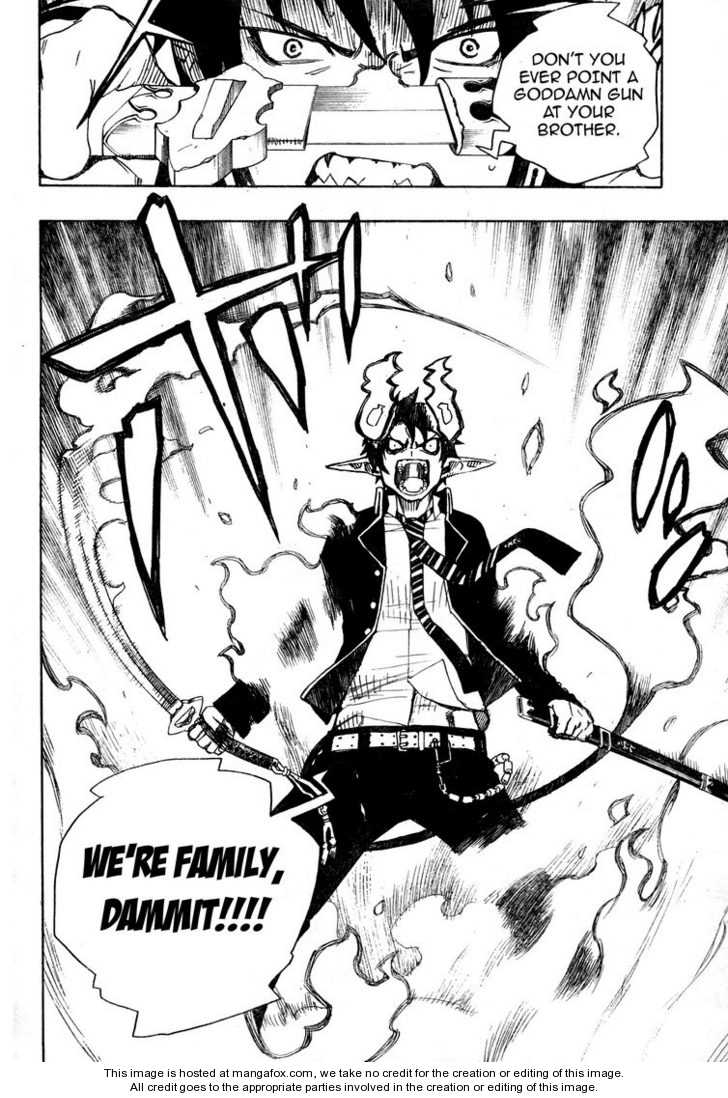 DON'T YOU
EVER POINT A
GODDAMN GUN
AT YOUR
BROTHER.
WE'RE FAMILY,
DAMMIT!!!!
This image is hosted at mangafox.com, we take no credit for the creation or editing of this image.
All credit goes to the appropriate parties involved in the creation or editing of this image.